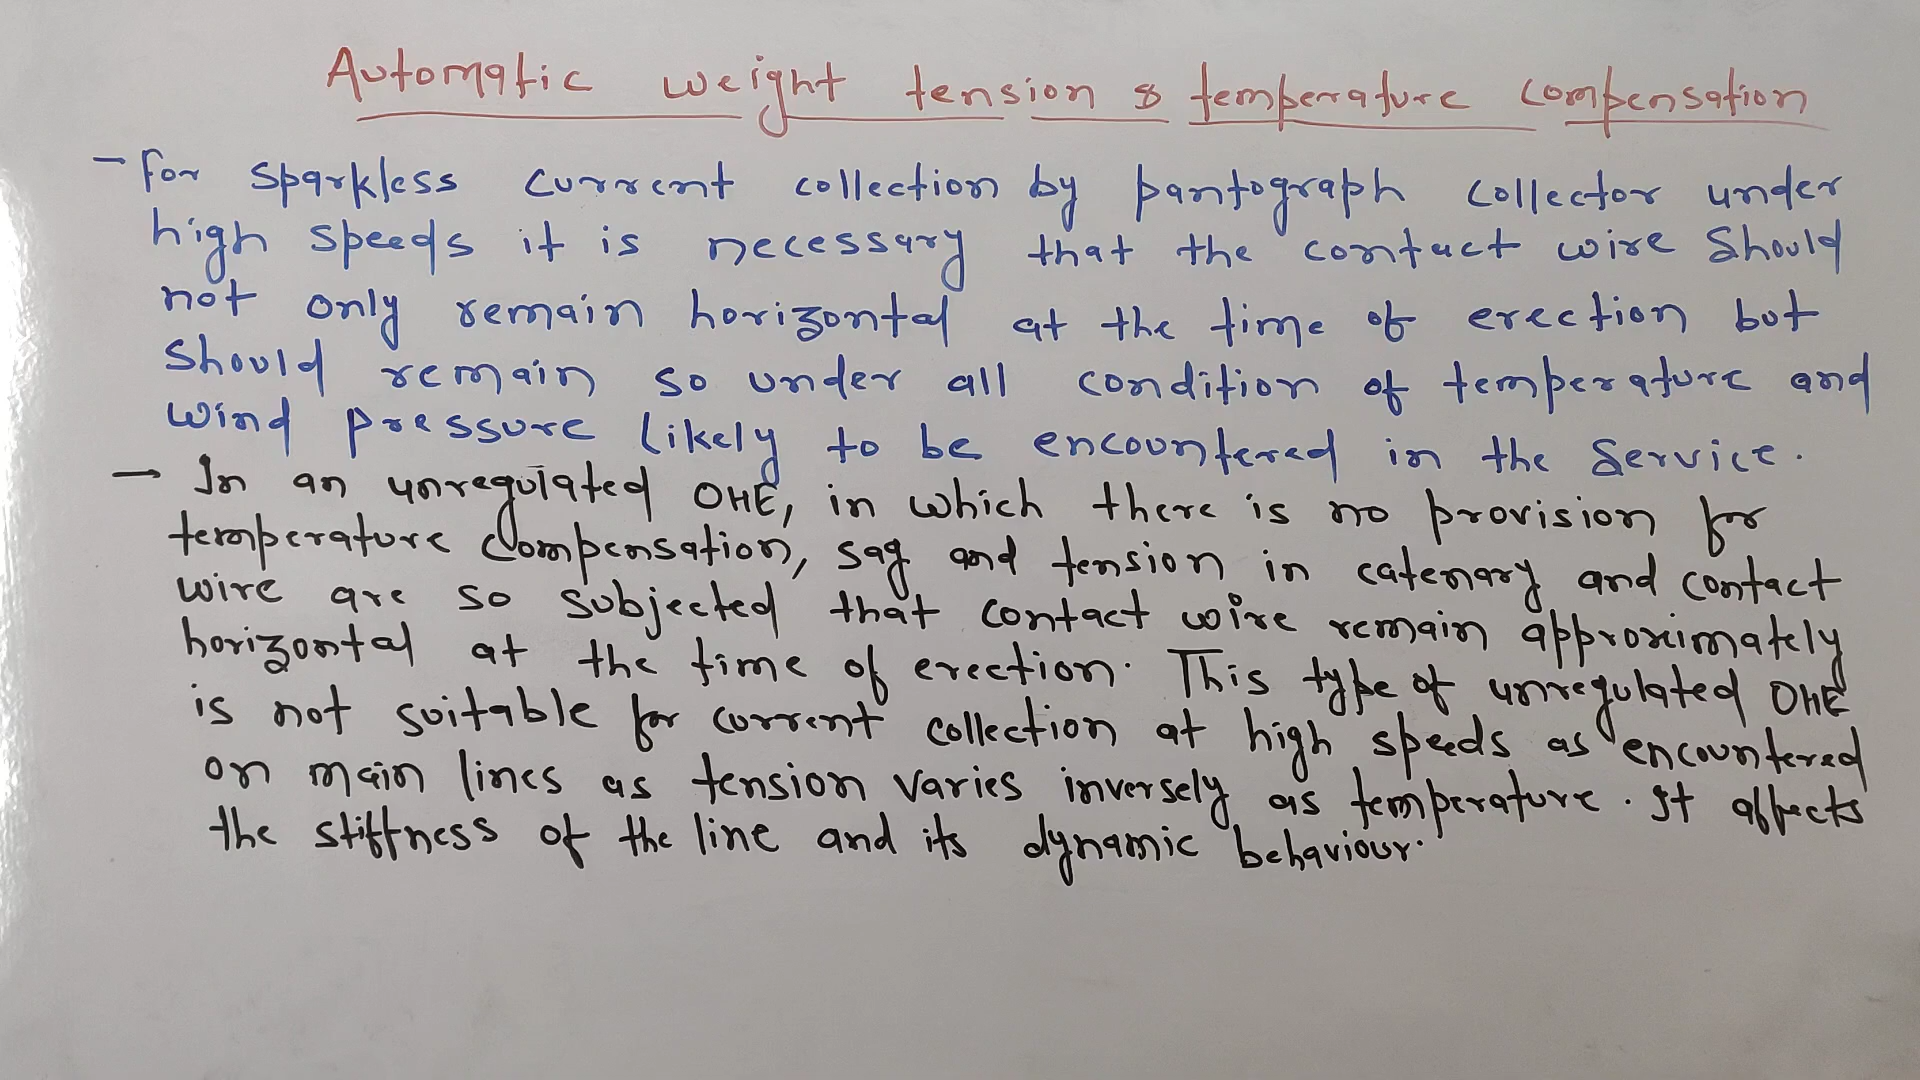 Automatic weight tension & temperature compensation
- for sparkless current collection by pantograph collector under
high speeds it is necessary that the contact wire should
not only remain horizontal at the time of erection but
should remain so under all condition of temperature and
wind pressure likely to be encountered in the service.
→ In an unregulated OHE, in which there is no provision for
temperature compensation, sag and tension in catenary and contact
wire are so subjected that contact wire remain approximately
horizontal at the time of erection. This type of unregulated OHE
is not suitable for current collection at high speeds as encountered
on main lines as tension varies inversely as temperature. It affects
the stiffness of the line and its dynamic behaviour.